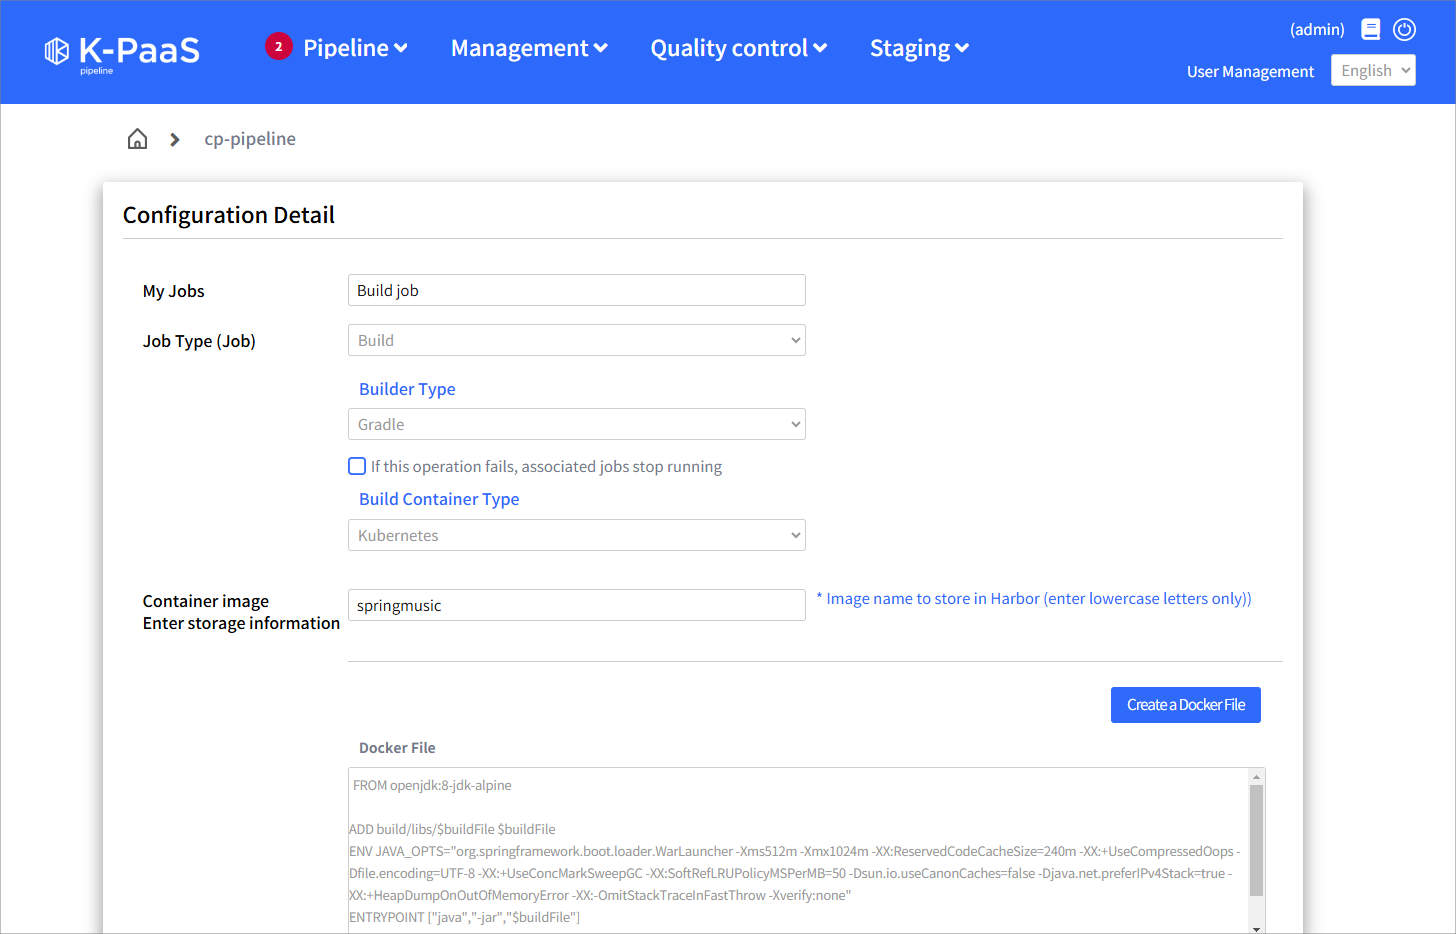 K-PaaS
pipeline
2
Pipeline
Management
Quality control
Staging
(admin)
User Management
English
cp-pipeline
Configuration Detail
My Jobs
Build job
Job Type (Job)
Build
Builder Type
Gradle
If this operation fails, associated jobs stop running
Build Container Type
Kubernetes
Container image
Enter storage information
springmusic
* Image name to store in Harbor (enter lowercase letters only))
Create a Docker File
Docker File
FROM openjdk:8-jdk-alpine
ADD build/libs/$buildFile $buildFile
ENV JAVA_OPTS="org.springframework.boot.loader.WarLauncher -Xms512m -Xmx1024m -XX:ReservedCodeCacheSize=240m -XX:+UseCompressedOops -
Dfile.encoding=UTF-8 -XX:+UseConcMarkSweepGC -XX:SoftRefLRUPolicyMSPerMB=50 -Dsun.io.useCanonCaches=false -Djava.net.preferIPv4Stack=true -
XX:+HeapDumpOnOutOfMemoryError -XX:-OmitStackTraceInFastThrow -Xverify:none"
ENTRYPOINT ["java","-jar","$buildFile"]